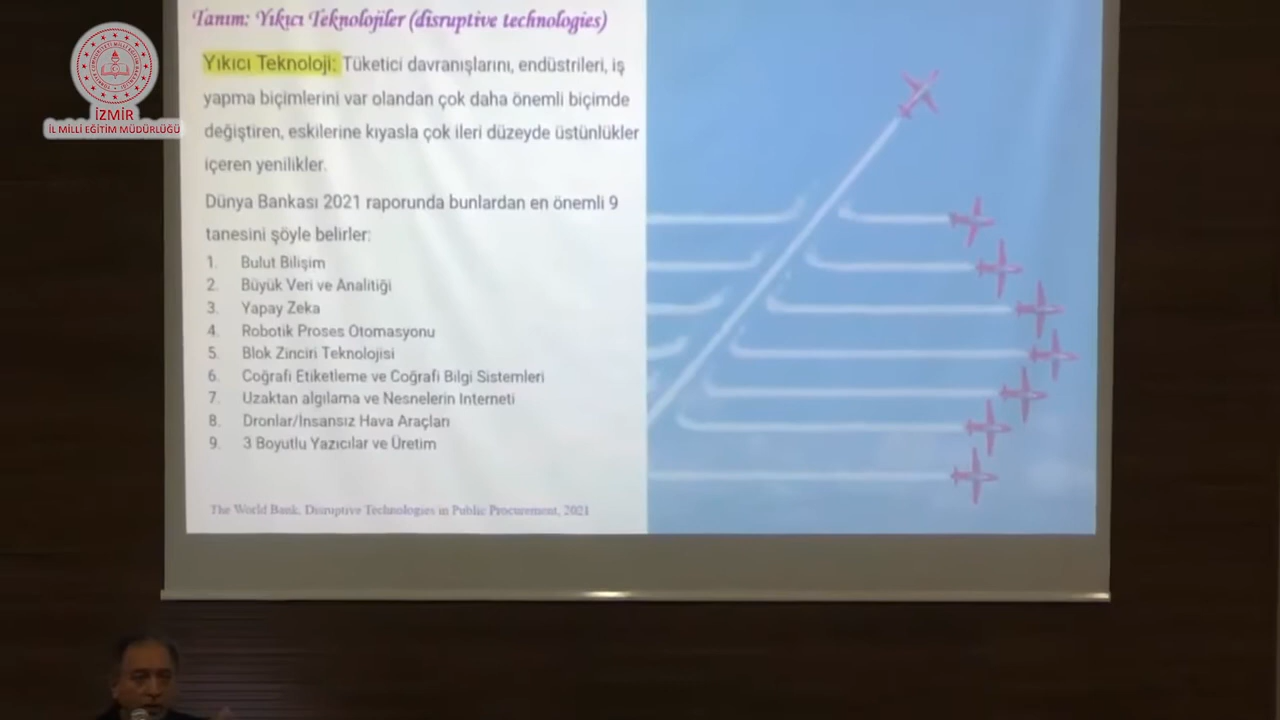 Tanım: Yıkıcı Teknolojiler (disruptive technologies)
Yıkıcı Teknoloji: Tüketici davranışlarını, endüstrileri, iş
yapma biçimlerini var olandan çok daha önemli biçimde
değiştiren, eskilerine kıyasla çok ileri düzeyde üstünlükler
içeren yenilikler.
Dünya Bankası 2021 raporunda bunlardan en önemli 9
tanesini şöyle belirler:
1. Bulut Bilişim
2. Büyük Veri ve Analitiği
3. Yapay Zeka
4. Robotik Proses Otomasyonu
5. Blok Zinciri Teknolojisi
6. Coğrafi Etiketleme ve Coğrafi Bilgi Sistemleri
7. Uzaktan algılama ve Nesnelerin Interneti
8. Dronlar/İnsansız Hava Araçları
9. 3 Boyutlu Yazıcılar ve Üretim
The World Bank, Disruptive Technologies in Public Procurement, 2021
İZMİR
İL MİLLİ EĞİTİM MÜDÜRLÜĞÜ